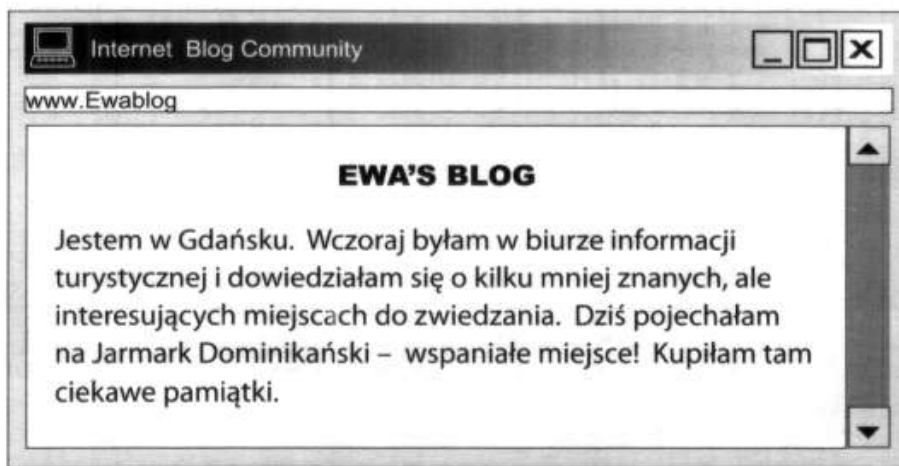 Internet Blog Community
www.Ewablog
EWA'S BLOG
Jestem w Gdańsku. Wczoraj byłam w biurze informacji
turystycznej i dowiedziałam się o kilku mniej znanych, ale
interesujących miejscach do zwiedzania. Dziś pojechałam
na Jarmark Dominikański – wspaniałe miejsce! Kupiłam tam
ciekawe pamiątki.